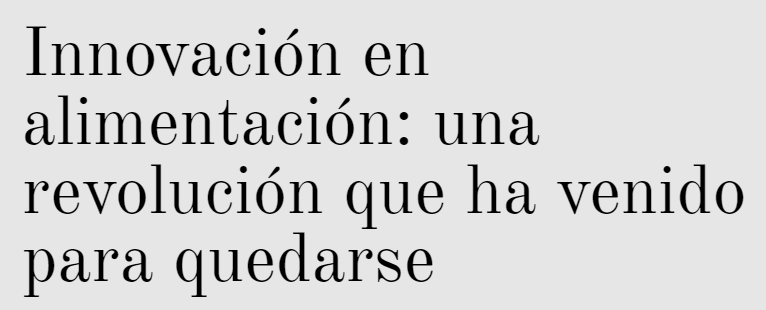 Innovación en
alimentación: una
revolución que ha venido
para quedarse